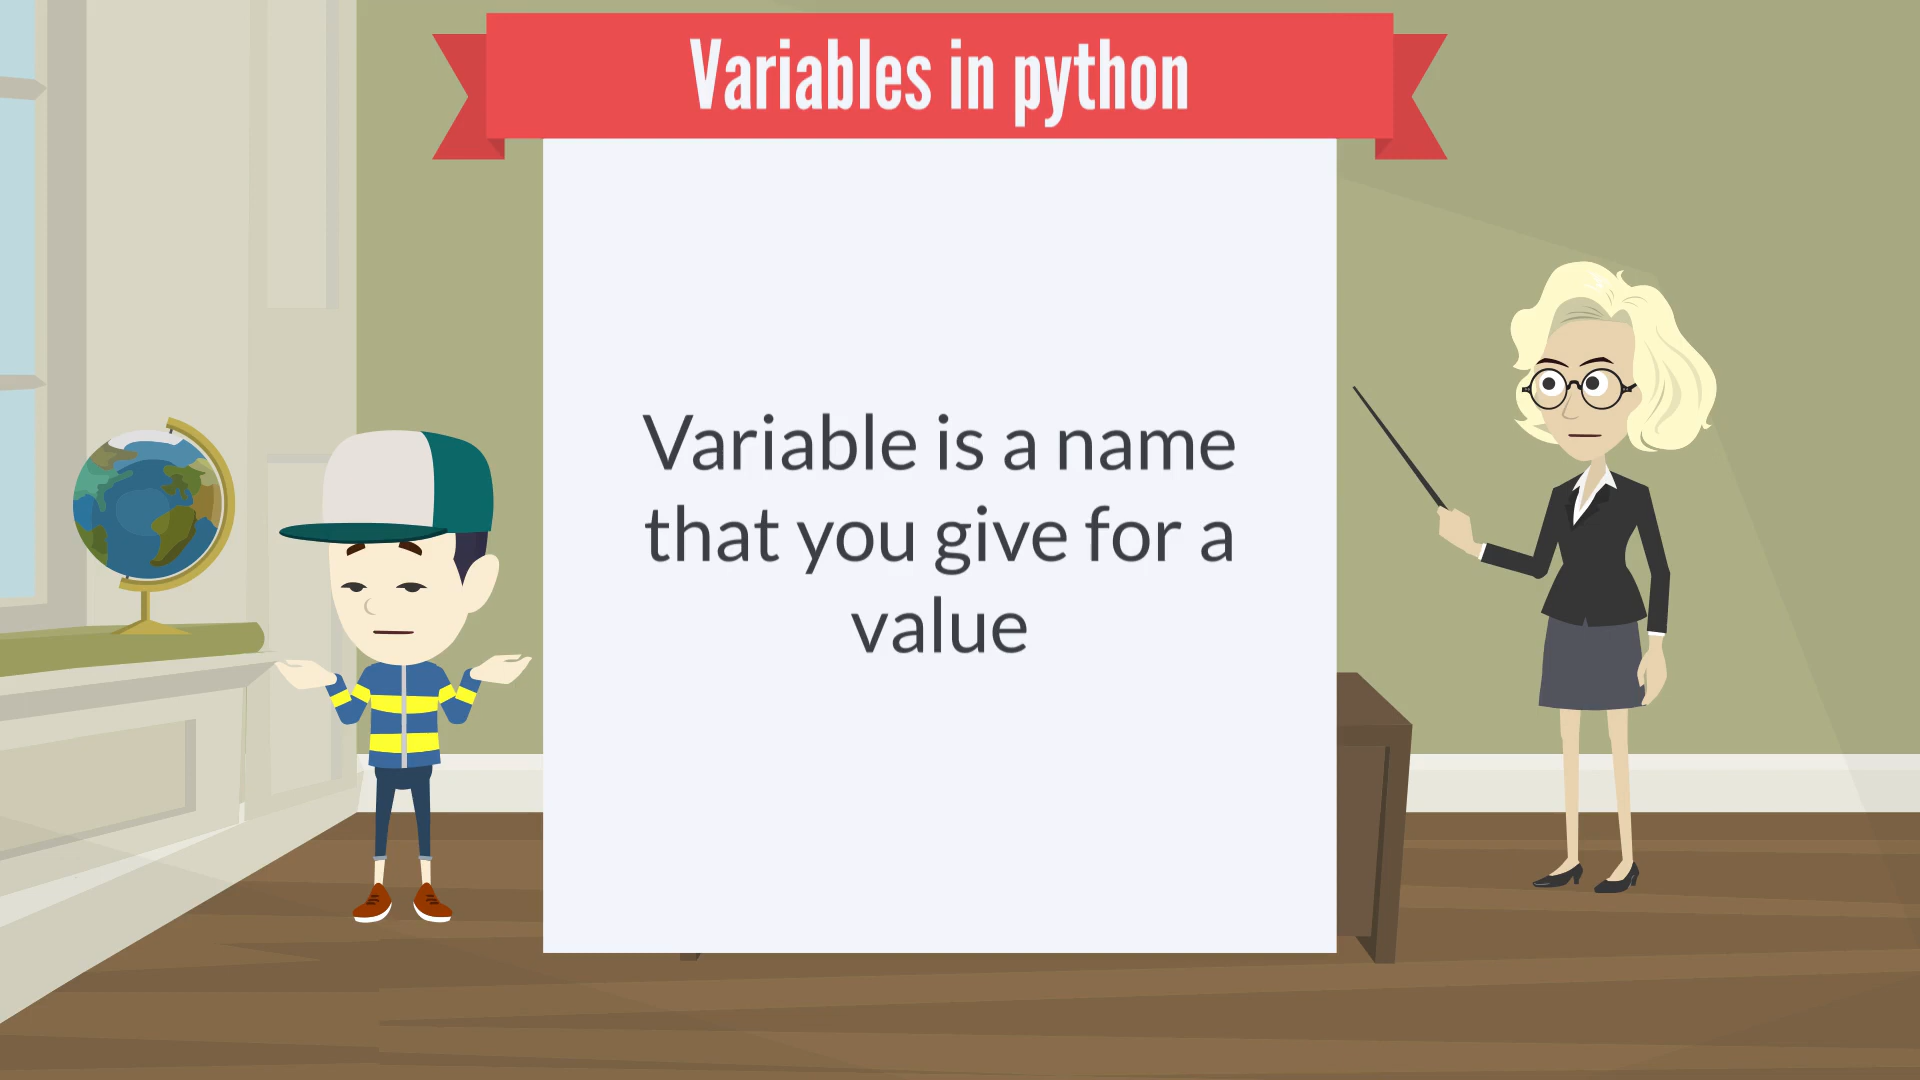 Variables in python
Variable is a name
that you give for a
value